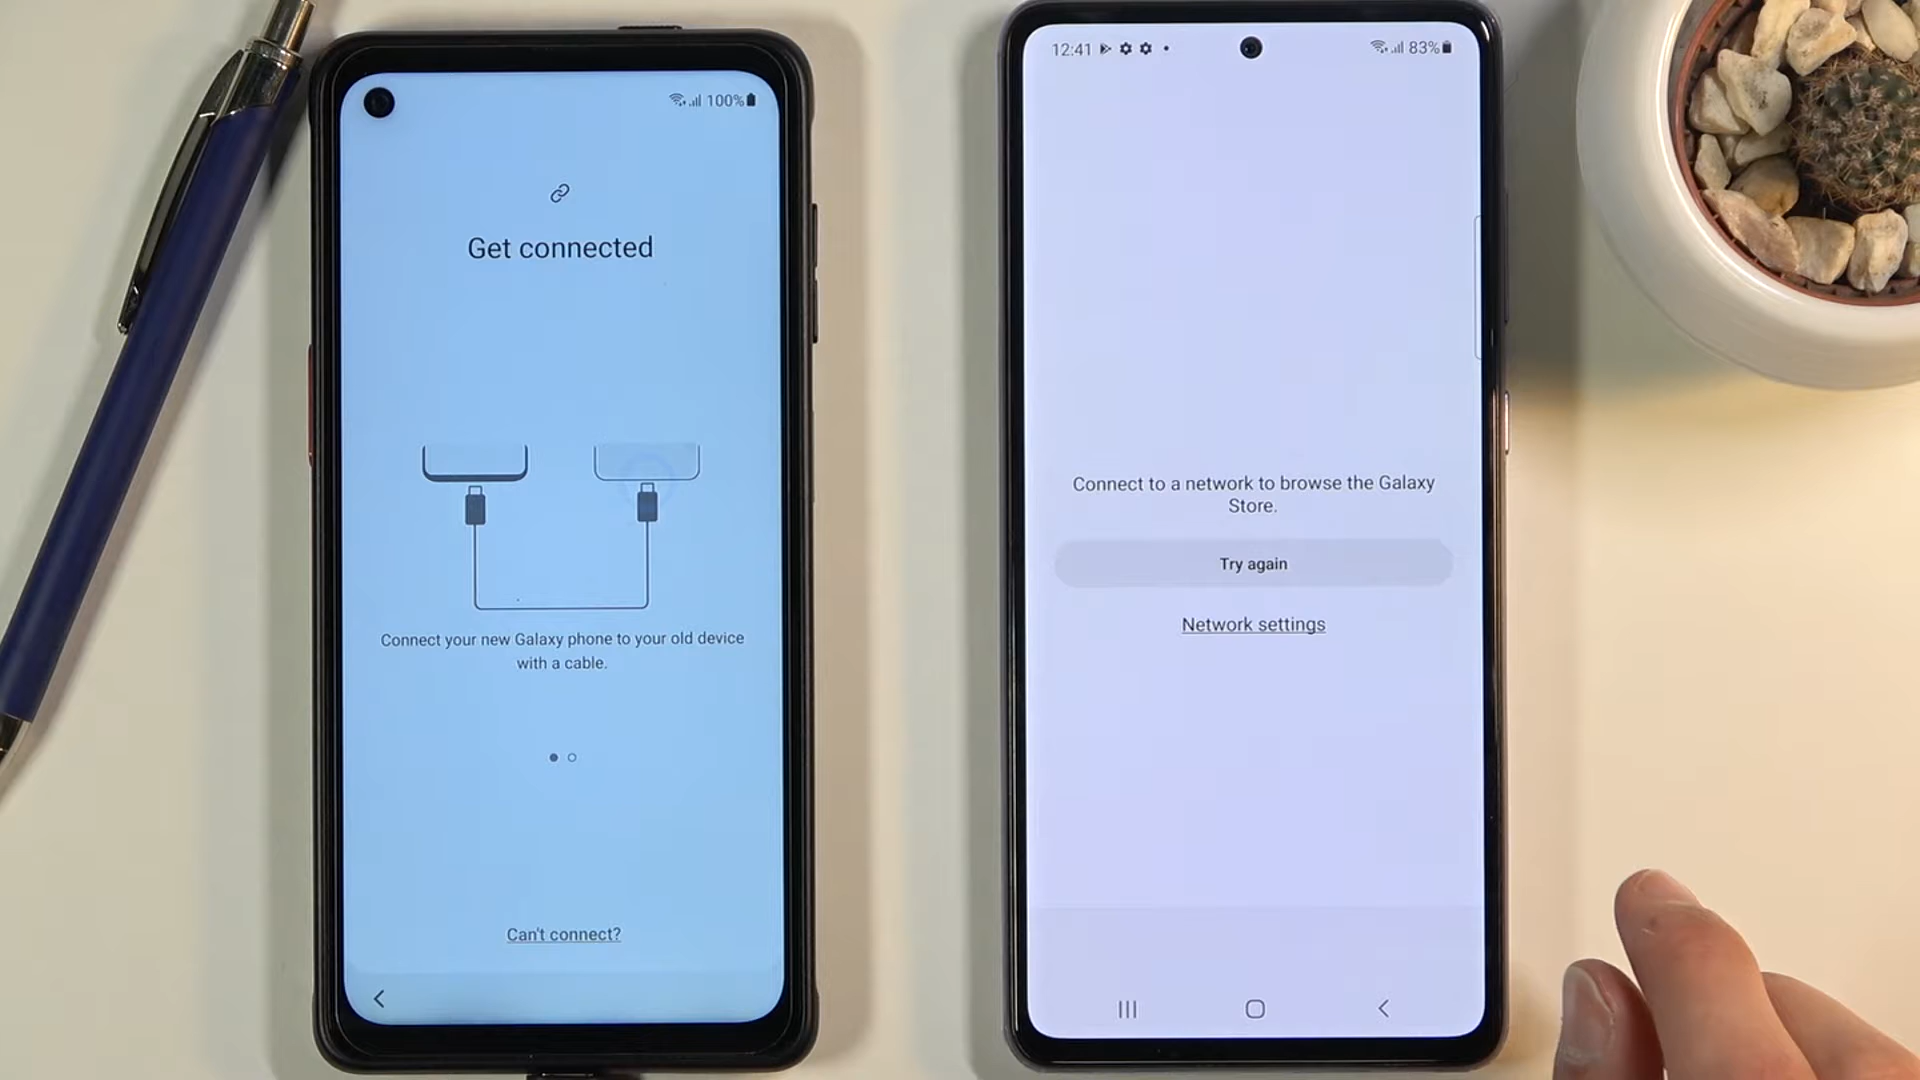 100%
Get connected
Connect your new Galaxy phone to your old device
with a cable.
Can't connect?
12:41
83%
Connect to a network to browse the Galaxy
Store.
Try again
Network settings